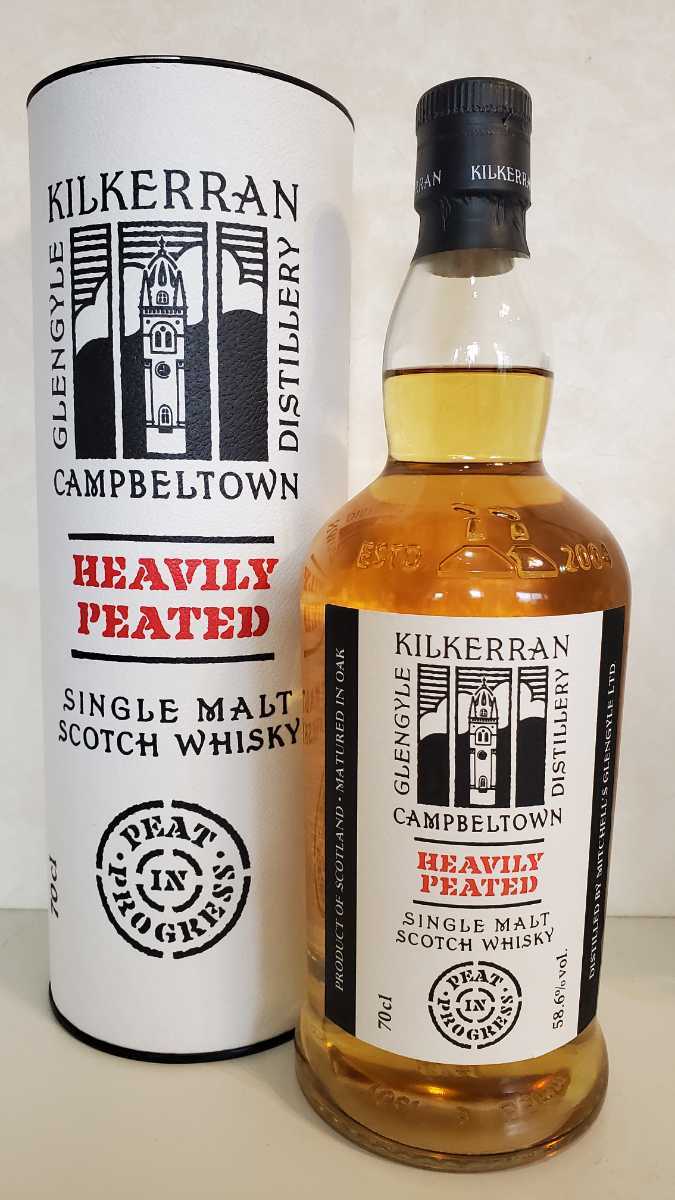 KILKERRAN
GLENGYLE
DISTILLERY
CAMPBELTOWN
HEAVILY
PEATED
SINGLE MALT
SCOTCH WHISKY
· PEAT ·
IN
PROGRESS
70cl
KILKERRAN
ESTD 2004
PRODUCT OF SCOTLAND - MATURED IN OAK
KILKERRAN
GLENGYLE
DISTILLERY
CAMPBELTOWN
HEAVILY
PEATED
SINGLE MALT
SCOTCH WHISKY
· PEAT ·
IN
PROGRESS
70cl
58.6% vol.
DISTILLED BY MITCHELL'S GLENGYLE LTD